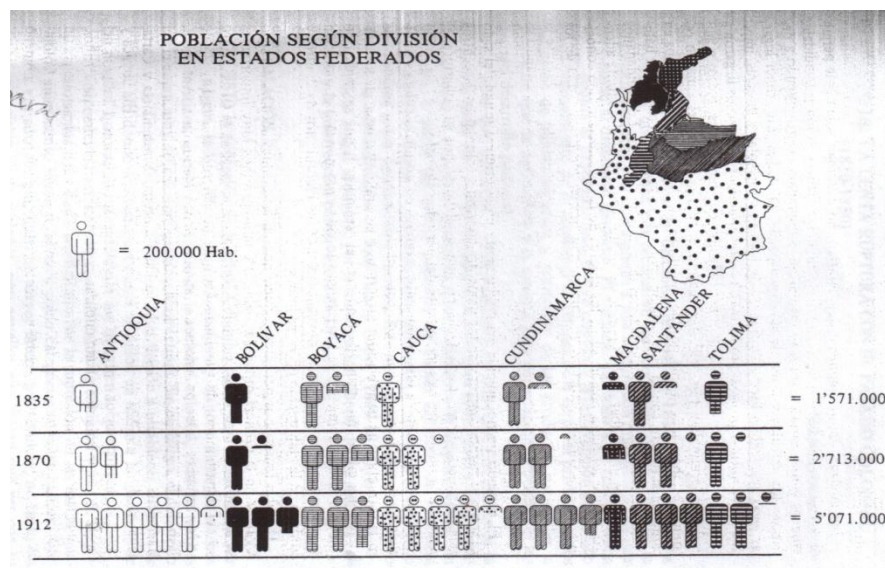 POBLACIÓN SEGÚN DIVISIÓN
EN ESTADOS FEDERADOS
= 200.000 Hab.
ANTIOQUIA
BOLÍVAR
BOYACÁ
CAUCA
CUNDINAMARCA
MAGDALENA
SANTANDER
TOLIMA
1835 = 1'571.000
1870 = 2'713.000
1912 = 5'071.000